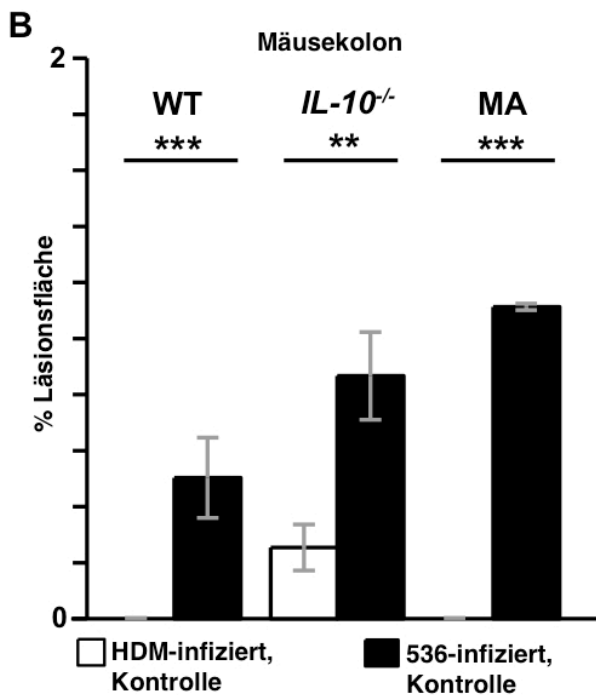 B
Mäusekolon
2
WT IL-10-/- MA
*** ** ***
% Läsionsfläche
0
HDM-infiziert, 536-infiziert,
Kontrolle Kontrolle